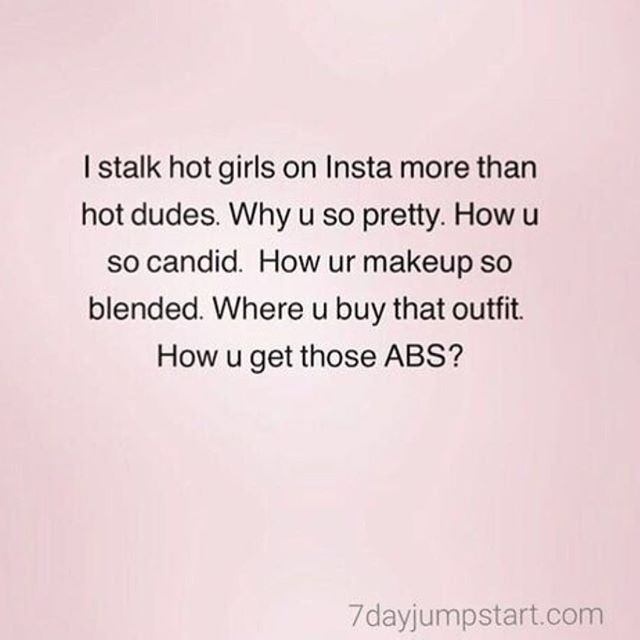 I stalk hot girls on Insta more than
hot dudes. Why u so pretty. How u
so candid.  How ur makeup so
blended. Where u buy that outfit.
How u get those ABS?
7dayjumpstart.com